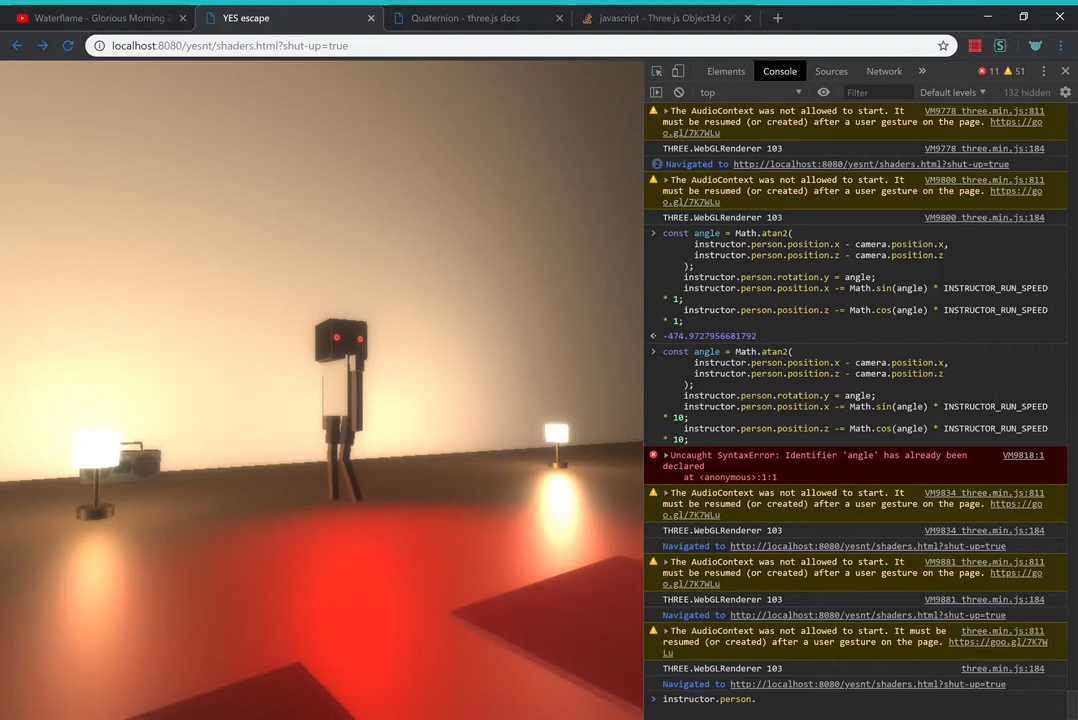 Waterflame - Glorious Morning 2
YES escape
Quaternion - three.js docs
javascript - Three.js Object3d cyl
localhost:8080/yesnt/shaders.html?shut-up=true
Elements Console Sources Network » 11 51
top Filter Default levels 132 hidden
The AudioContext was not allowed to start. It VM9778 three.min.js:811
must be resumed (or created) after a user gesture on the page. https://go
o.gl/7K7WLu
THREE.WebGLRenderer 103 VM9778 three.min.js:184
2 Navigated to http://localhost:8080/yesnt/shaders.html?shut-up=true
The AudioContext was not allowed to start. It VM9800 three.min.js:811
must be resumed (or created) after a user gesture on the page. https://go
o.gl/7K7WLu
THREE.WebGLRenderer 103 VM9800 three.min.js:184
> const angle = Math.atan2(
instructor.person.position.x - camera.position.x,
instructor.person.position.z - camera.position.z
);
instructor.person.rotation.y = angle;
instructor.person.position.x -= Math.sin(angle) * INSTRUCTOR_RUN_SPEED
* 1;
instructor.person.position.z -= Math.cos(angle) * INSTRUCTOR_RUN_SPEED
* 1;
-474.9727956681792
> const angle = Math.atan2(
instructor.person.position.x - camera.position.x,
instructor.person.position.z - camera.position.z
);
instructor.person.rotation.y = angle;
instructor.person.position.x -= Math.sin(angle) * INSTRUCTOR_RUN_SPEED
* 10;
instructor.person.position.z -= Math.cos(angle) * INSTRUCTOR_RUN_SPEED
* 10;
Uncaught SyntaxError: Identifier 'angle' has already been VM9818:1
declared
at <anonymous>:1:1
The AudioContext was not allowed to start. It VM9834 three.min.js:811
must be resumed (or created) after a user gesture on the page. https://go
o.gl/7K7WLu
THREE.WebGLRenderer 103 VM9834 three.min.js:184
Navigated to http://localhost:8080/yesnt/shaders.html?shut-up=true
The AudioContext was not allowed to start. It VM9881 three.min.js:811
must be resumed (or created) after a user gesture on the page. https://go
o.gl/7K7WLu
THREE.WebGLRenderer 103 VM9881 three.min.js:184
Navigated to http://localhost:8080/yesnt/shaders.html?shut-up=true
The AudioContext was not allowed to start. It must be three.min.js:811
resumed (or created) after a user gesture on the page. https://goo.gl/7K7W
Lu
THREE.WebGLRenderer 103 three.min.js:184
Navigated to http://localhost:8080/yesnt/shaders.html?shut-up=true
> instructor.person.